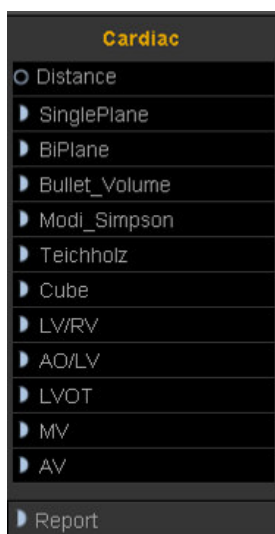 Cardiac
Distance
SinglePlane
BiPlane
Bullet_Volume
Modi_Simpson
Teichholz
Cube
LV/RV
AO/LV
LVOT
MV
AV
Report